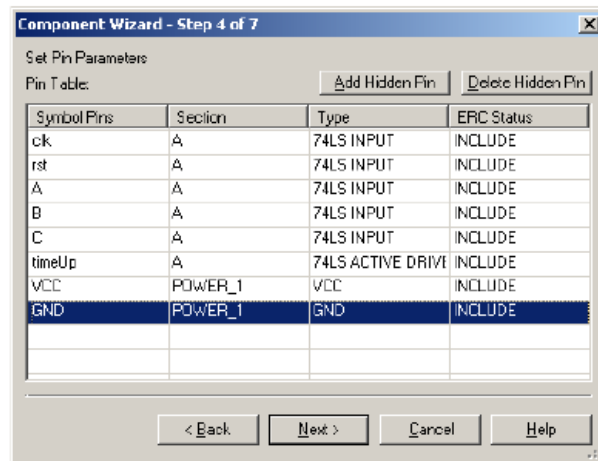 Component Wizard - Step 4 of 7
Set Pin Parameters
Pin Table: Add Hidden Pin Delete Hidden Pin
Symbol Pins Section Type ERC Status
clk A 74LS INPUT INCLUDE
rst A 74LS INPUT INCLUDE
A A 74LS INPUT INCLUDE
B A 74LS INPUT INCLUDE
C A 74LS INPUT INCLUDE
timeUp A 74LS ACTIVE DRIVE INCLUDE
VCC POWER_1 VCC INCLUDE
GND POWER_1 GND INCLUDE
< Back Next > Cancel Help